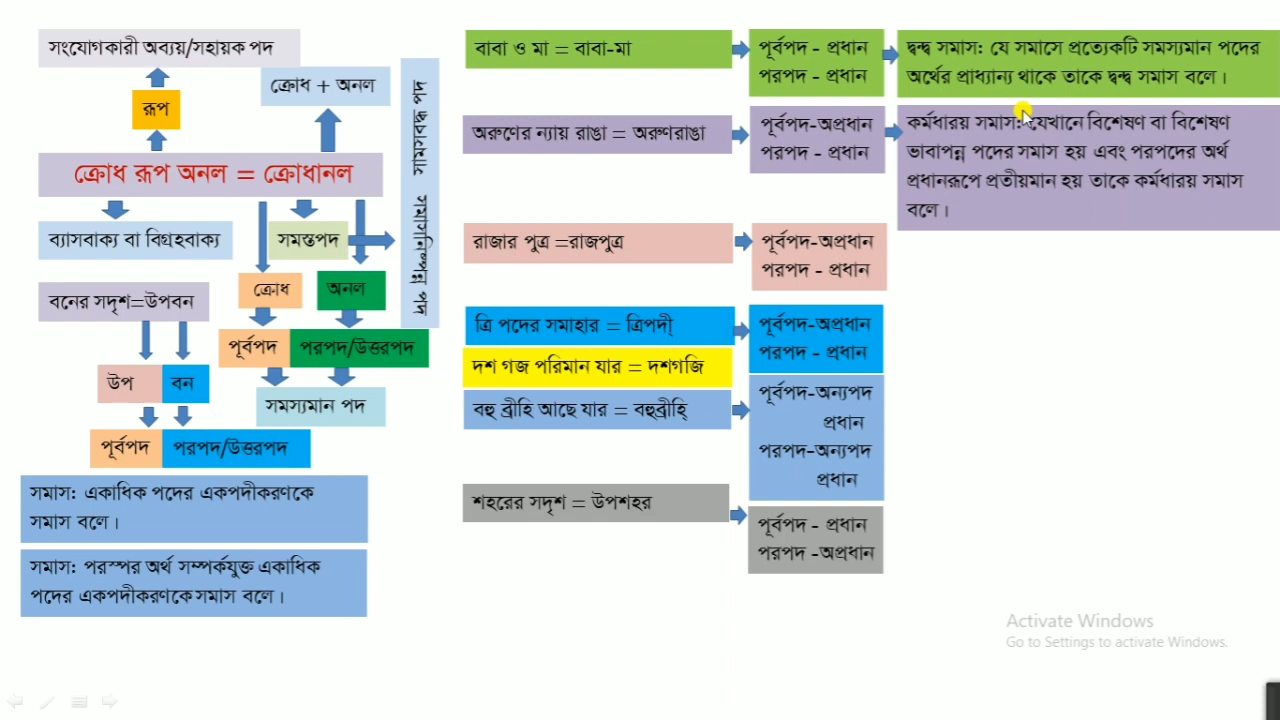 সংযোগকারী অব্যয়/সহায়ক পদ
রূপ
ক্রোধ + অনল
ক্রোধ রূপ অনল = ক্রোধানল
ব্যাসবাক্য বা বিগ্রহবাক্য
সমস্তপদ
সমাসবদ্ধ পদ
সমাসনিষ্পন্ন পদ
ক্রোধ
অনল
পূর্বপদ
পরপদ/উত্তরপদ
সমস্যমান পদ
বনের সদৃশ=উপবন
উপ
বন
পূর্বপদ
পরপদ/উত্তরপদ
সমাস: একাধিক পদের একপদীকরণকে
সমাস বলে।
সমাস: পরস্পর অর্থ সম্পর্কযুক্ত একাধিক
পদের একপদীকরণকে সমাস বলে।
বাবা ও মা = বাবা-মা
পূর্বপদ - প্রধান
পরপদ - প্রধান
দ্বন্দ্ব সমাস: যে সমাসে প্রত্যেকটি সমস্যমান পদের
অর্থের প্রাধ্যান্য থাকে তাকে দ্বন্দ্ব সমাস বলে।
অরুণের ন্যায় রাঙা = অরুণরাঙা
পূর্বপদ-অপ্রধান
পরপদ - প্রধান
কর্মধারয় সমাস: যেখানে বিশেষণ বা বিশেষণ
ভাবাপন্ন পদের সমাস হয় এবং পরপদের অর্থ
প্রধানরূপে প্রতীয়মান হয় তাকে কর্মধারয় সমাস
বলে।
রাজার পুত্র =রাজপুত্র
পূর্বপদ-অপ্রধান
পরপদ - প্রধান
ত্রি পদের সমাহার = ত্রিপদী
পূর্বপদ-অপ্রধান
পরপদ - প্রধান
দশ গজ পরিমান যার = দশগজি
বহু ব্রীহি আছে যার = বহুব্রীহি
পূর্বপদ-অন্যপদ
প্রধান
পরপদ-অন্যপদ
প্রধান
শহরের সদৃশ = উপশহর
পূর্বপদ - প্রধান
পরপদ -অপ্রধান
Activate Windows
Go to Settings to activate Windows.